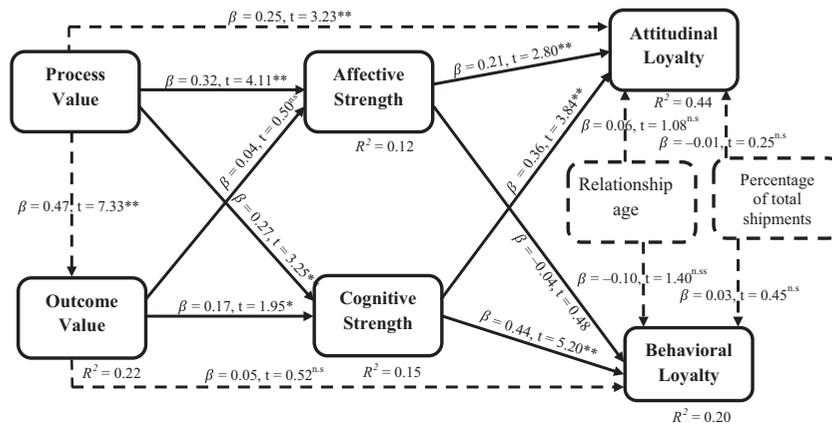 β = 0.25, t = 3.23**
Process
Value
β = 0.32, t = 4.11**
Affective
Strength
R² = 0.12
β = 0.21, t = 2.80**
Attitudinal
Loyalty
R² = 0.44
β = 0.04, t = 0.50n.s
β = 0.36, t = 3.84**
β = 0.06, t = 1.08n.s
β = –0.01, t = 0.25n.s
Relationship
age
Percentage
of total
shipments
β = 0.47, t = 7.33**
β = 0.27, t = 3.25*
β = –0.04, t = 0.48
β = –0.10, t = 1.40n.ss
β = 0.03, t = 0.45n.s
Outcome
Value
R² = 0.22
β = 0.17, t = 1.95*
Cognitive
Strength
R² = 0.15
β = 0.44, t = 5.20**
Behavioral
Loyalty
R² = 0.20
β = 0.05, t = 0.52n.s